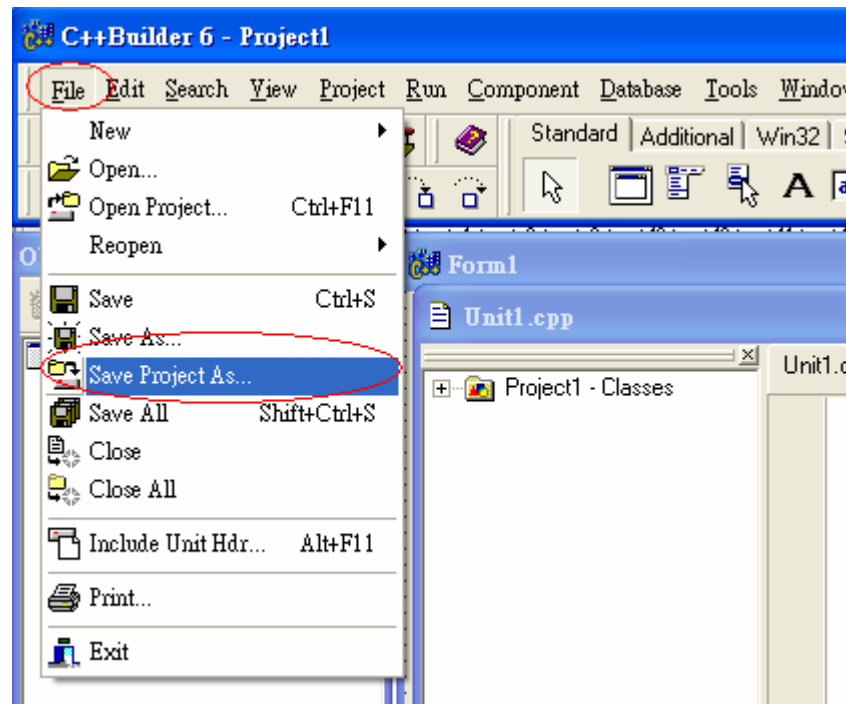 C++Builder 6 - Project1
File Edit Search View Project Run Component Database Tools
Standard Additional Win32
New
Open...
Open Project... Ctrl+F11
Reopen
Save Ctrl+S
Save As...
Save Project As...
Save All Shift+Ctrl+S
Close
Close All
Include Unit Hdr... Alt+F11
Print...
Exit
Form1
Unit1.cpp
Project1 - Classes
Unit1.c